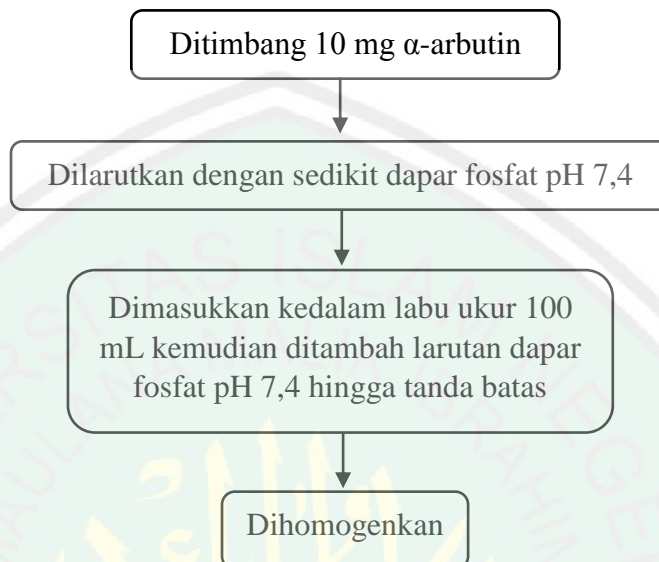 Ditimbang 10 mg α-arbutin
Dilarutkan dengan sedikit dapar fosfat pH 7,4
Dimasukkan kedalam labu ukur 100
mL kemudian ditambah larutan dapar
fosfat pH 7,4 hingga tanda batas
Dihomogenkan